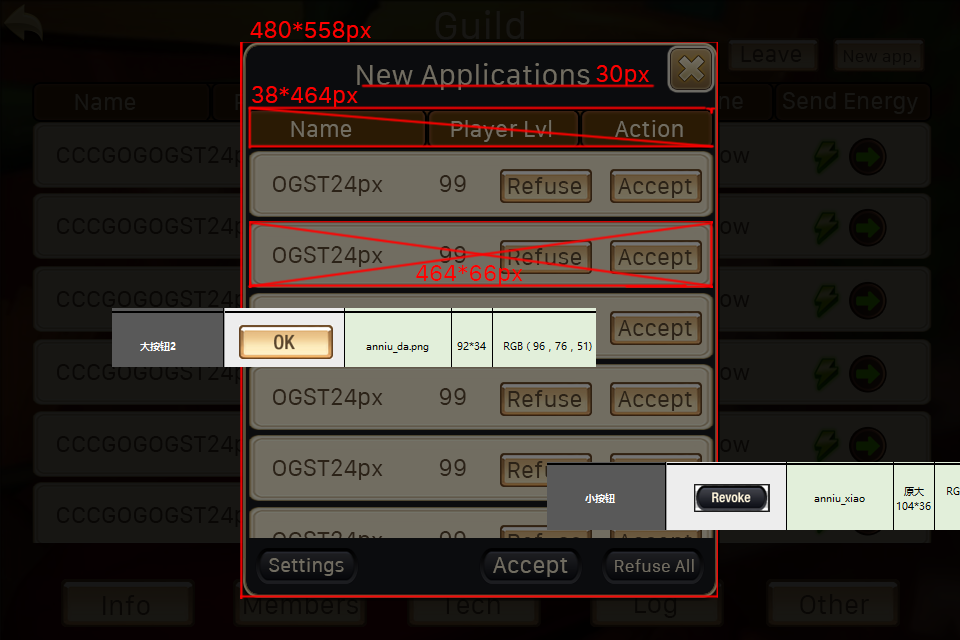 Guild
480*558px
Leave
New app.
New Applications 30px
38*464px
Name
Name
Player Lvl
Action
Send Energy
CCCGOGOGST24p
OGST24px
99
Refuse
Accept
CCCGOGOGST24
OGST24px
99
Refuse
Accept
464*66px
CCCGOGOGST24
Accept
大按钮2
OK
anniu_da.png
92*34
RGB ( 96 , 76 , 51)
CCCGOGOGST24
OGST24px
99
Refuse
Accept
CCCGOGOGST24
OGST24px
99
Ref
小按钮
Revoke
anniu_xiao
原大
104*36
RG
CCCGOGOGST24
OGST24px
99
Refuse
Accept
Settings
Accept
Refuse All
Info
Members
Tech
Log
Other